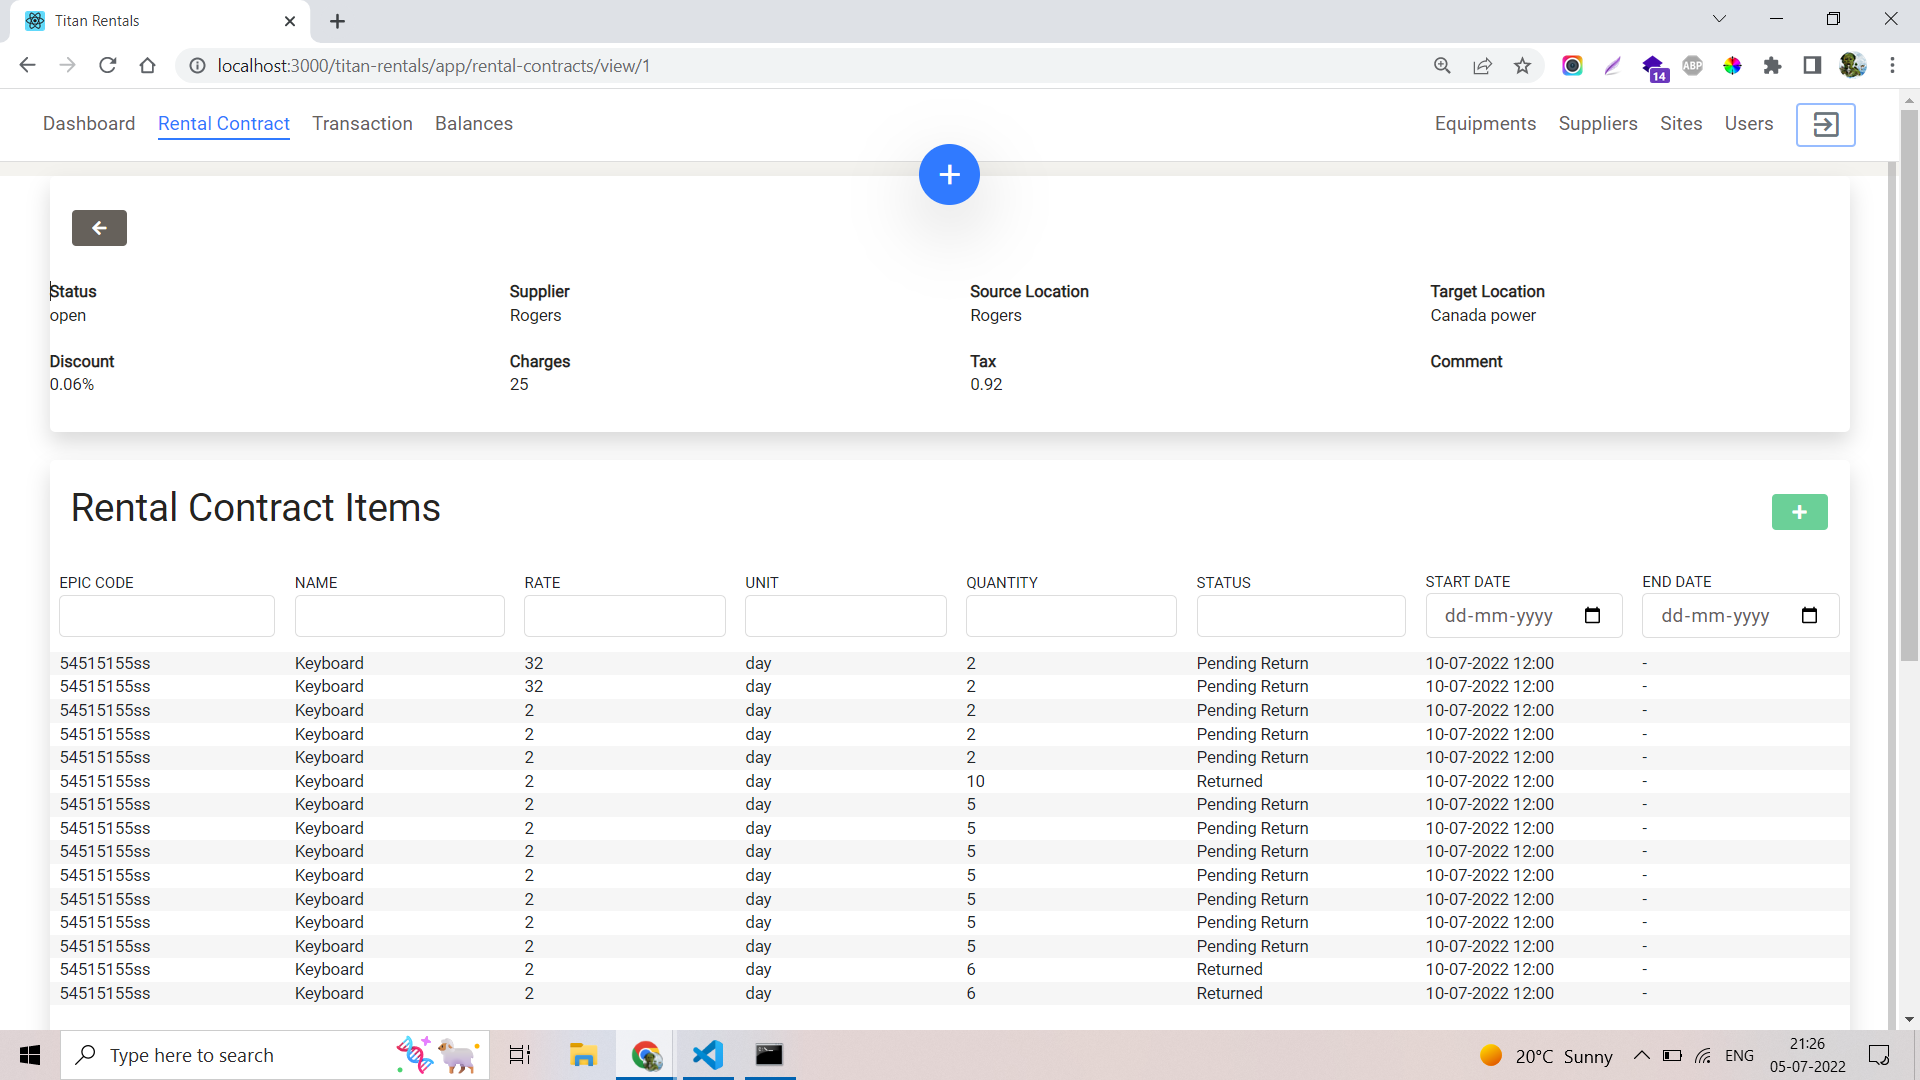 Titan Rentals
localhost:3000/titan-rentals/app/rental-contracts/view/1
14
ABP
Dashboard Rental Contract Transaction Balances Equipments Suppliers Sites Users
Status Supplier Source Location Target Location
open Rogers Rogers Canada power
Discount Charges Tax Comment
0.06% 25 0.92
Rental Contract Items
EPIC CODE NAME RATE UNIT QUANTITY STATUS START DATE END DATE
dd-mm-yyyy dd-mm-yyyy
54515155ss Keyboard 32 day 2 Pending Return 10-07-2022 12:00 -
54515155ss Keyboard 32 day 2 Pending Return 10-07-2022 12:00 -
54515155ss Keyboard 2 day 2 Pending Return 10-07-2022 12:00 -
54515155ss Keyboard 2 day 2 Pending Return 10-07-2022 12:00 -
54515155ss Keyboard 2 day 2 Pending Return 10-07-2022 12:00 -
54515155ss Keyboard 2 day 10 Returned 10-07-2022 12:00 -
54515155ss Keyboard 2 day 5 Pending Return 10-07-2022 12:00 -
54515155ss Keyboard 2 day 5 Pending Return 10-07-2022 12:00 -
54515155ss Keyboard 2 day 5 Pending Return 10-07-2022 12:00 -
54515155ss Keyboard 2 day 5 Pending Return 10-07-2022 12:00 -
54515155ss Keyboard 2 day 5 Pending Return 10-07-2022 12:00 -
54515155ss Keyboard 2 day 5 Pending Return 10-07-2022 12:00 -
54515155ss Keyboard 2 day 5 Pending Return 10-07-2022 12:00 -
54515155ss Keyboard 2 day 6 Returned 10-07-2022 12:00 -
54515155ss Keyboard 2 day 6 Returned 10-07-2022 12:00 -
Type here to search
20°C Sunny
ENG
21:26
05-07-2022